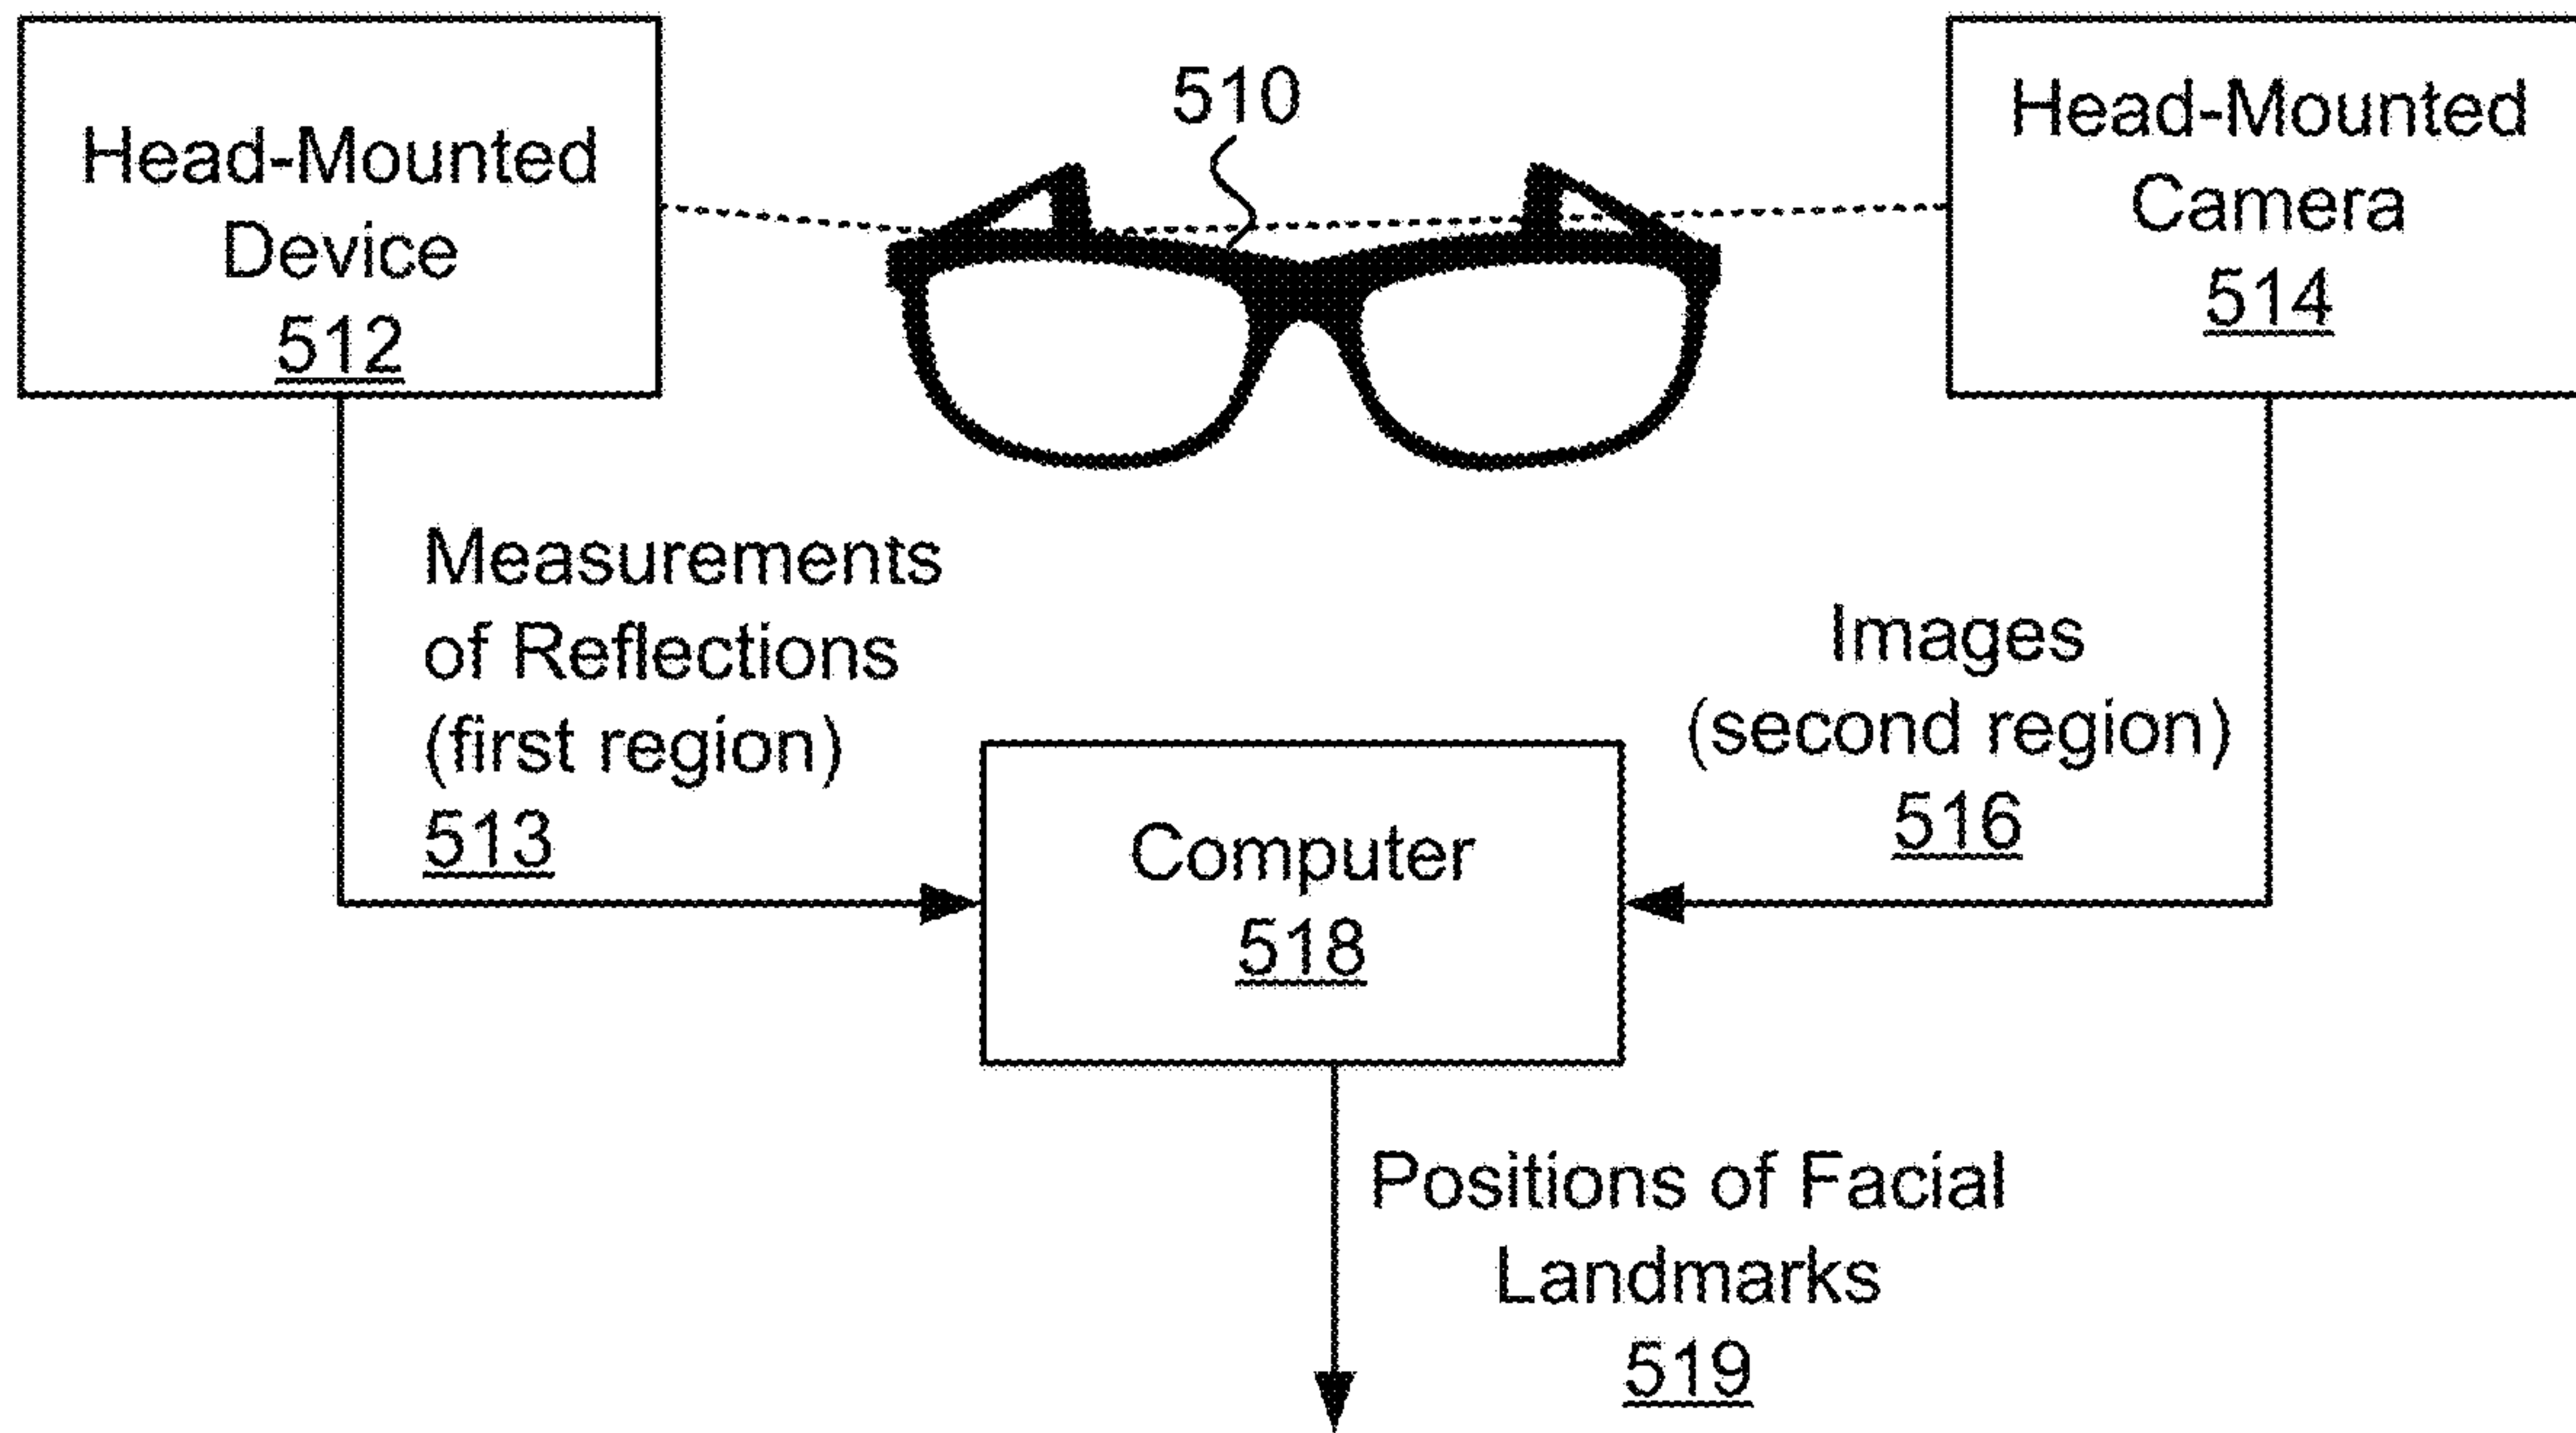 510
Head-Mounted
Device
512
Head-Mounted
Camera
514
Measurements
of Reflections
(first region)
513
Images
(second region)
516
Computer
518
Positions of Facial
Landmarks
519